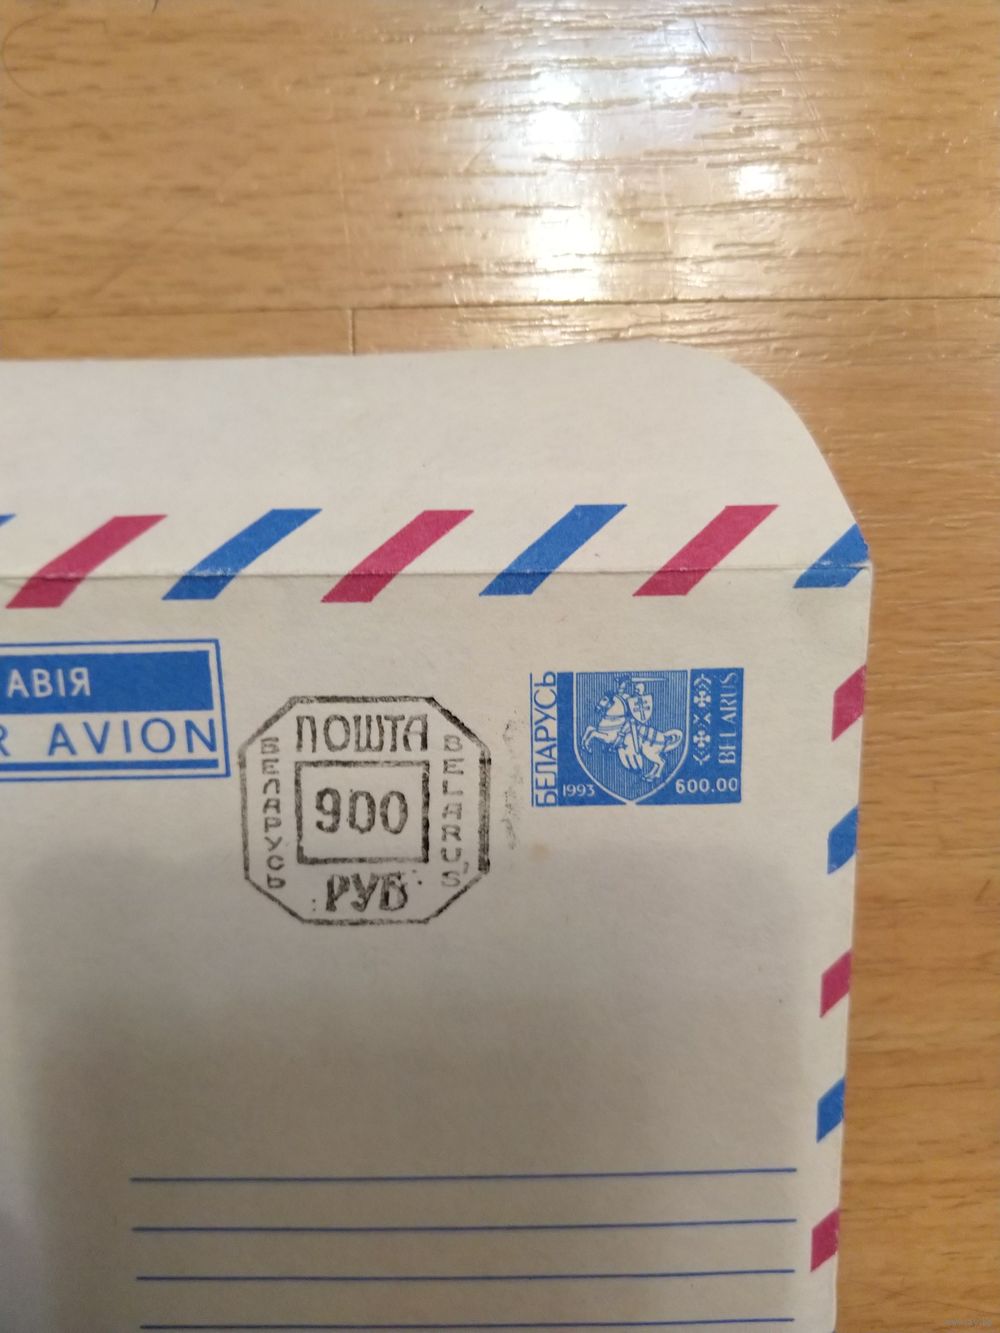 АВІЯ
R AVION
ПОШТА
БЕЛАРУСЬ
900
BELARUS
РУБ
БЕЛАРУСЬ
1993
600.00
BELARUS